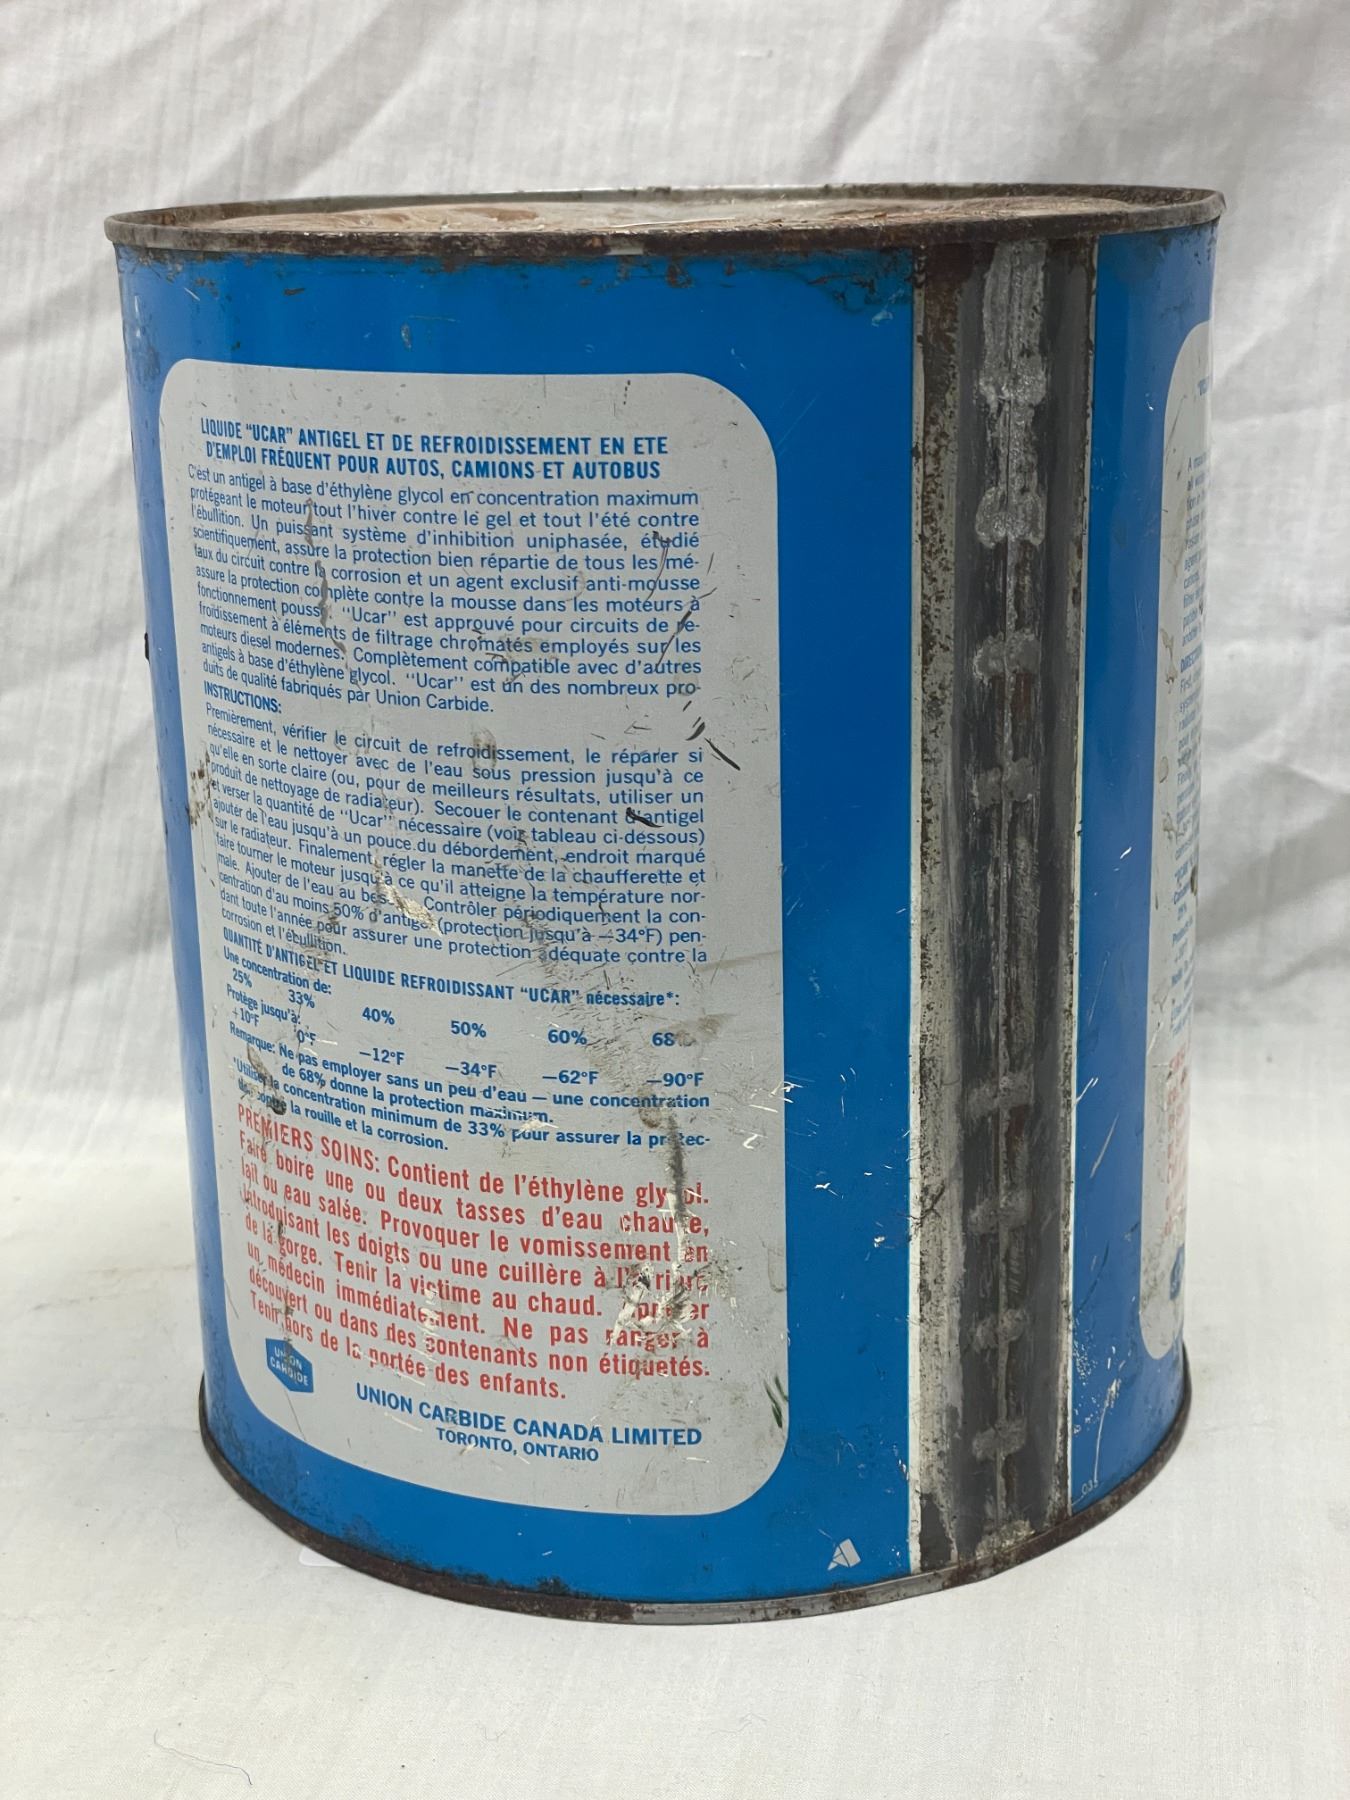 LIQUIDE "UCAR" ANTIGEL ET DE REFROIDISSEMENT EN ETE
D'EMPLOI FRÉQUENT POUR AUTOS, CAMIONS ET AUTOBUS
C'est un antigel à base d'éthylène glycol en concentration maximum
protégeant le moteur tout l'hiver contre le gel et tout l'été contre
l'ébullition. Un puissant système d'inhibition uniphasée, étudié
scientifiquement, assure la protection bien répartie de tous les mé-
taux du circuit contre la corrosion et un agent exclusif anti-mousse
assure la protection complète contre la mousse dans les moteurs à
fonctionnement poussé. "Ucar" est approuvé pour circuits de re-
froidissement à éléments de filtrage chromatés employés sur les
moteurs diesel modernes. Complètement compatible avec d'autres
antigels à base d'éthylène glycol. "Ucar" est un des nombreux pro-
duits de qualité fabriqués par Union Carbide.
INSTRUCTIONS:
Premièrement, vérifier le circuit de refroidissement, le réparer si
nécessaire et le nettoyer avec de l'eau sous pression jusqu'à ce
qu'elle en sorte claire (ou, pour de meilleurs résultats, utiliser un
produit de nettoyage de radiateur). Secouer le contenant d'antigel
et verser la quantité de "Ucar" nécessaire (voir tableau ci-dessous)
ajouter de l'eau jusqu'à un pouce du débordement, endroit marqué
sur le radiateur. Finalement, régler la manette de la chaufferette et
faire tourner le moteur jusqu'à ce qu'il atteigne la température nor-
male. Ajouter de l'eau au Contrôler périodiquement la con-
centration d'au moins 50% d'antigel (protection jusqu'à —34°F) pen-
dant toute l'année pour assurer une protection adéquate contre la
corrosion et l'ébullition.
QUANTITÉ D'ANTIGEL ET LIQUIDE REFROIDISSANT "UCAR" nécessaire*:
Une concentration de:
25% 33% 40% 50% 60% 68
Protège jusqu'à:
+10°F 0°F —12°F —34°F —62°F —90°F
Remarque: Ne pas employer sans un peu d'eau — une concentration
de 68% donne la protection maximum.
*Utiliser la concentration minimum de 33% pour assurer la protec-
tion contre la rouille et la corrosion.
PREMIERS SOINS: Contient de l'éthylène glycol.
Faire boire une ou deux tasses d'eau chaude,
lait ou eau salée. Provoquer le vomissement en
introduisant les doigts ou une cuillère à l'arrière
de la gorge. Tenir la victime au chaud. Appeler
un médecin immédiatement. Ne pas ranger à
découvert ou dans des contenants non étiquetés.
Tenir hors de la portée des enfants.
UNION
CARBIDE
UNION CARBIDE CANADA LIMITED
TORONTO, ONTARIO